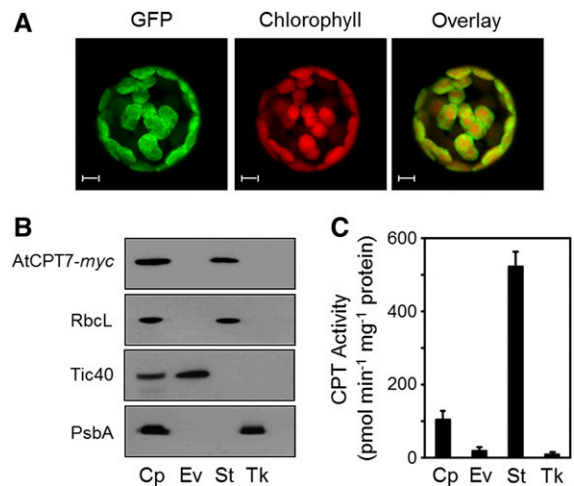 A
GFP
Chlorophyll
Overlay
B
AtCPT7-myc
RbcL
Tic40
PsbA
Cp Ev St Tk
C
CPT Activity
(pmol min-1 mg-1 protein)
600
400
200
0
Cp Ev St Tk